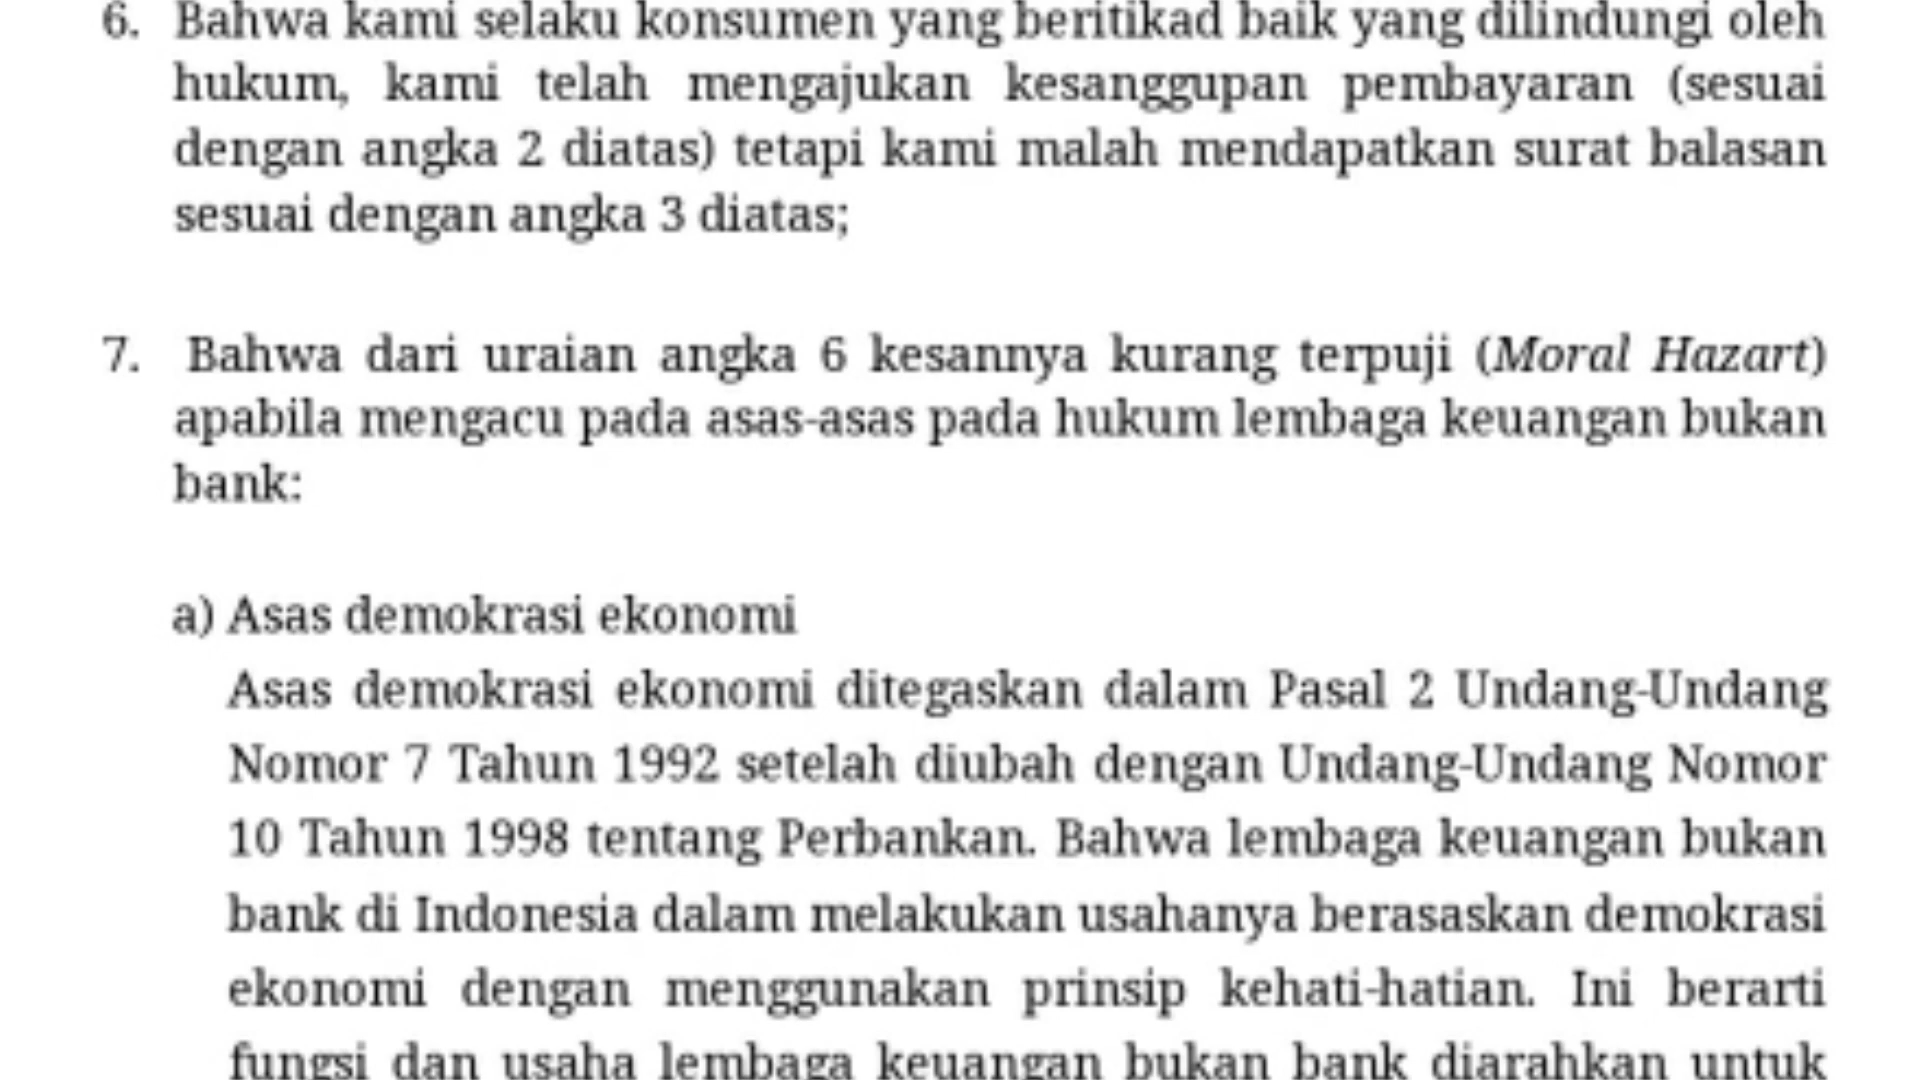 6. Bahwa kami selaku konsumen yang beritikad baik yang dilindungi oleh
hukum, kami telah mengajukan kesanggupan pembayaran (sesuai
dengan angka 2 diatas) tetapi kami malah mendapatkan surat balasan
sesuai dengan angka 3 diatas;
7. Bahwa dari uraian angka 6 kesannya kurang terpuji (Moral Hazart)
apabila mengacu pada asas-asas pada hukum lembaga keuangan bukan
bank:
a) Asas demokrasi ekonomi
Asas demokrasi ekonomi ditegaskan dalam Pasal 2 Undang-Undang
Nomor 7 Tahun 1992 setelah diubah dengan Undang-Undang Nomor
10 Tahun 1998 tentang Perbankan. Bahwa lembaga keuangan bukan
bank di Indonesia dalam melakukan usahanya berasaskan demokrasi
ekonomi dengan menggunakan prinsip kehati-hatian. Ini berarti
fungsi dan usaha lembaga keuangan bukan bank diarahkan untuk